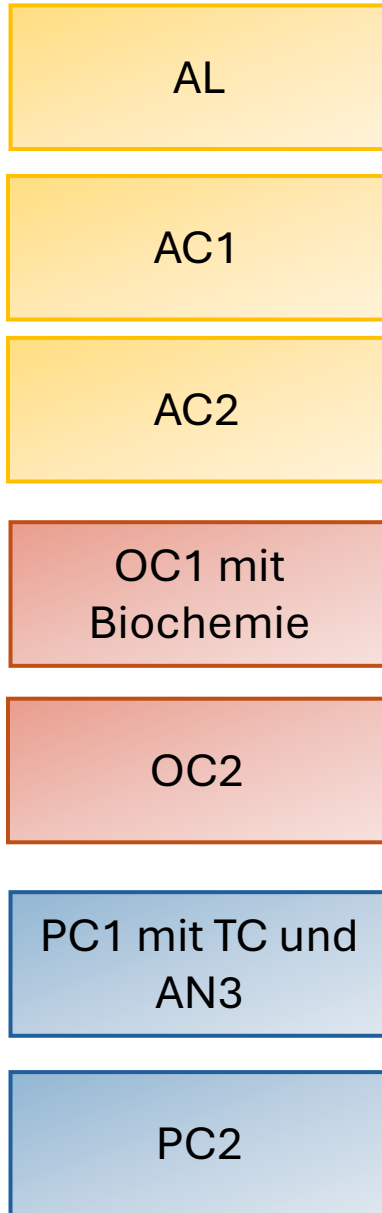 AL
AC1
AC2
OC1 mit
Biochemie
OC2
PC1 mit TC und
AN3
PC2